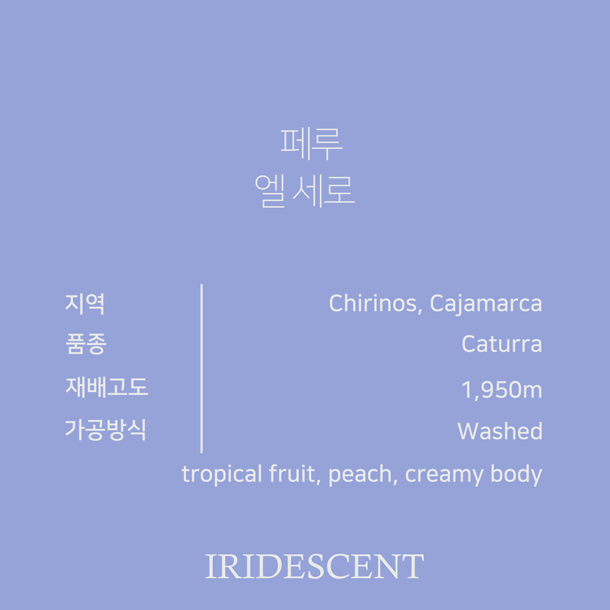 페루
엘 세로
지역 Chirinos, Cajamarca
품종 Caturra
재배고도 1,950m
가공방식 Washed
tropical fruit, peach, creamy body
IRIDESCENT